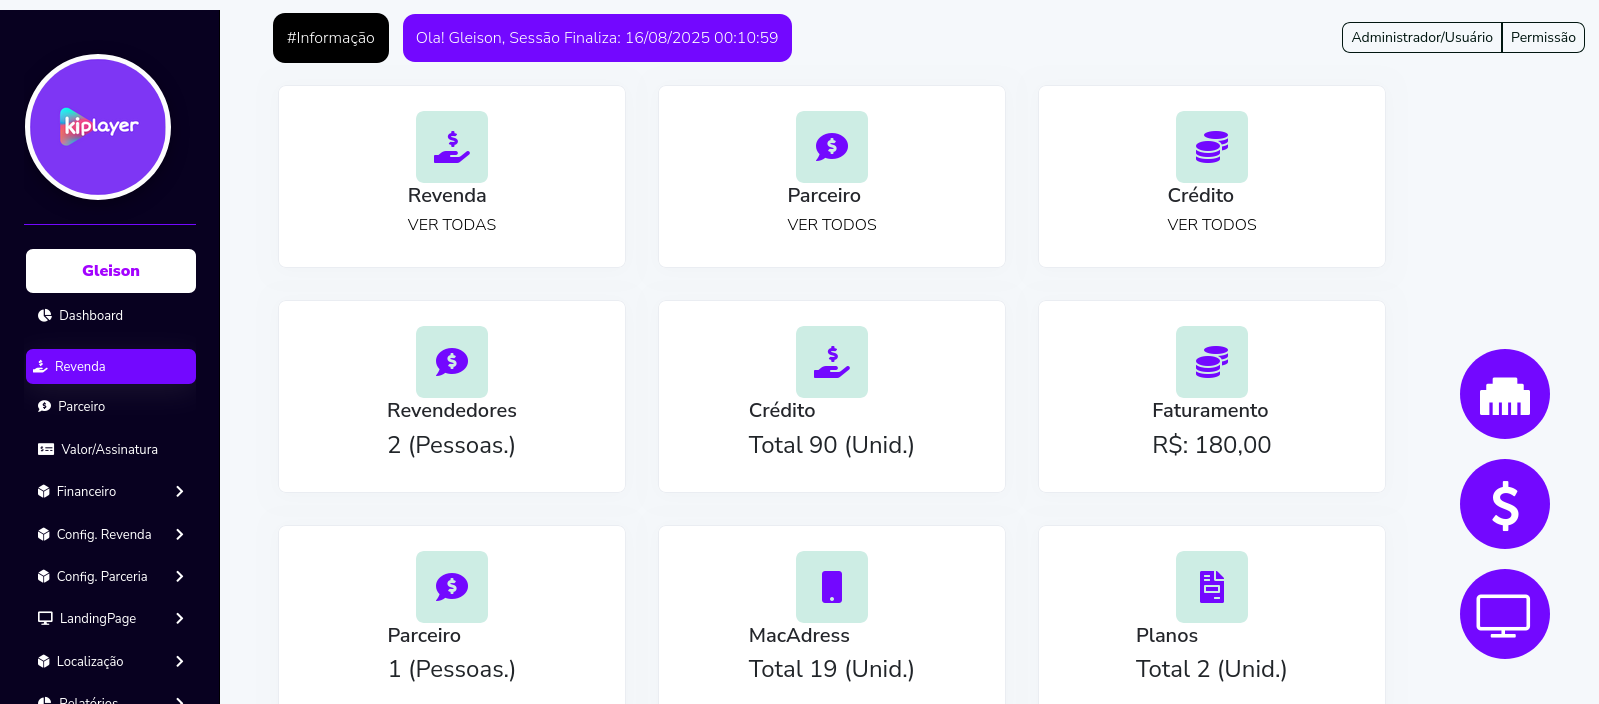 #Informação
Ola! Gleison, Sessão Finaliza: 16/08/2025 00:10:59
Administrador/Usuário
Permissão
kiplayer
Gleison
Dashboard
Revenda
Parceiro
Valor/Assinatura
Financeiro
Config. Revenda
Config. Parceria
LandingPage
Localização
Relatórios
Revenda
VER TODAS
Parceiro
VER TODOS
Crédito
VER TODOS
Revendedores
2 (Pessoas.)
Crédito
Total 90 (Unid.)
Faturamento
R$: 180,00
Parceiro
1 (Pessoas.)
MacAdress
Total 19 (Unid.)
Planos
Total 2 (Unid.)